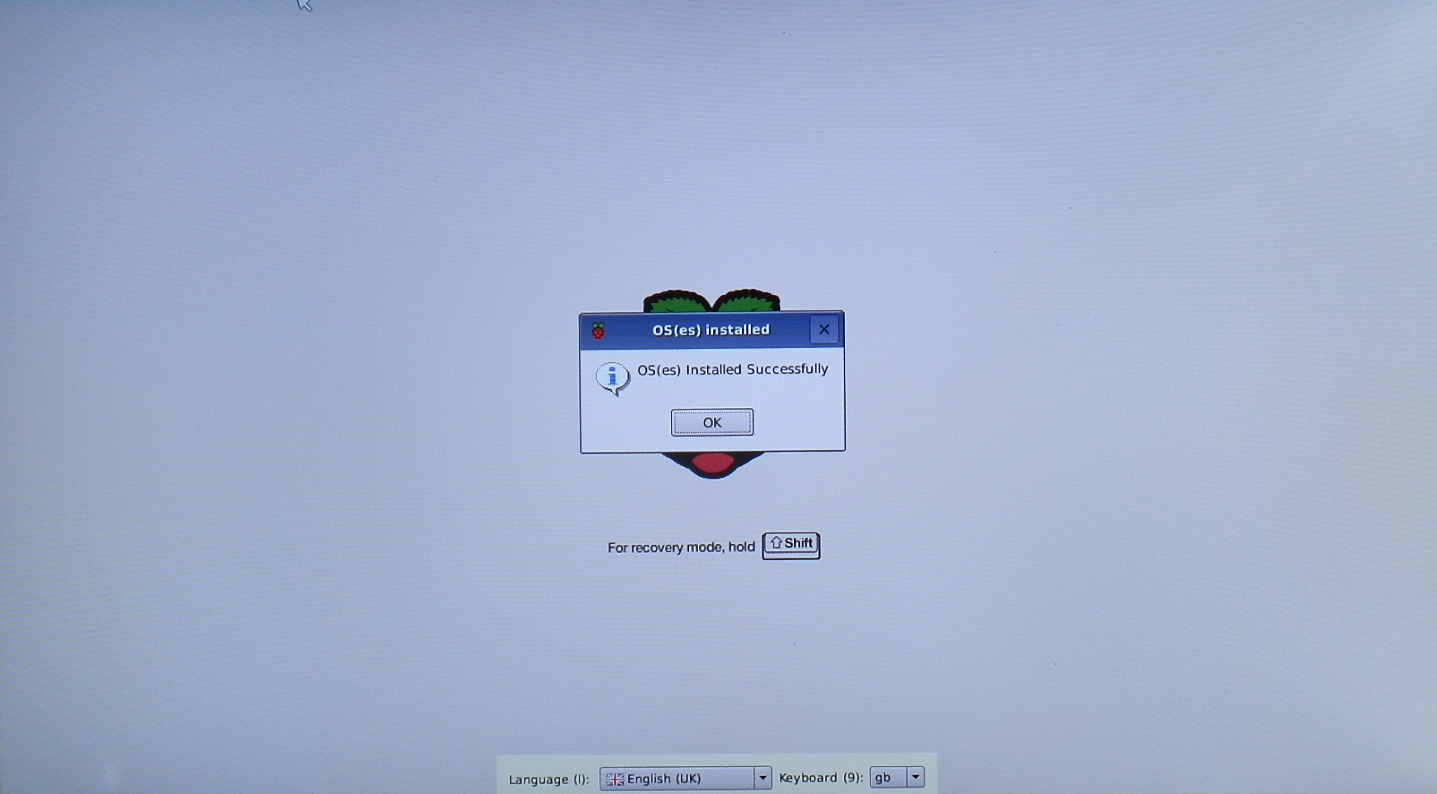 OS(es) installed
OS(es) Installed Successfully
OK
For recovery mode, hold Shift
Language (l): English (UK) Keyboard (9): gb